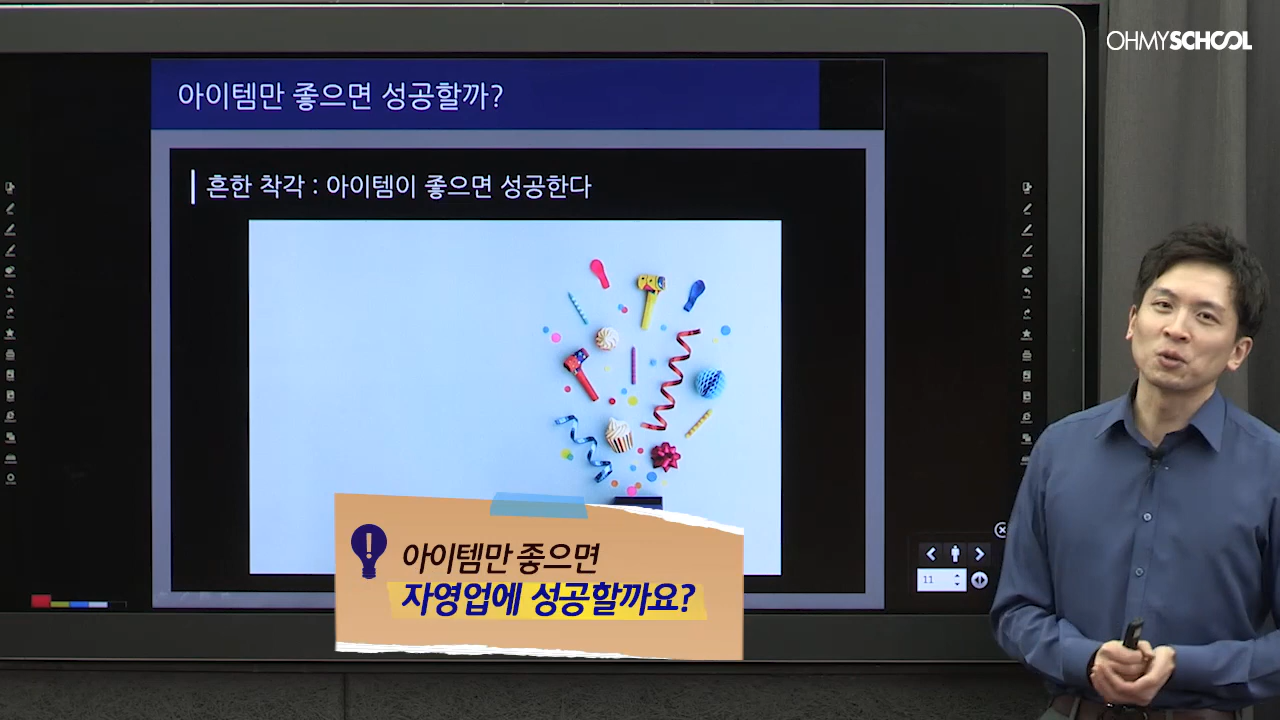 OHMYSCHOOL
아이템만 좋으면 성공할까?
흔한 착각 : 아이템이 좋으면 성공한다
아이템만 좋으면
자영업에 성공할까요?
11